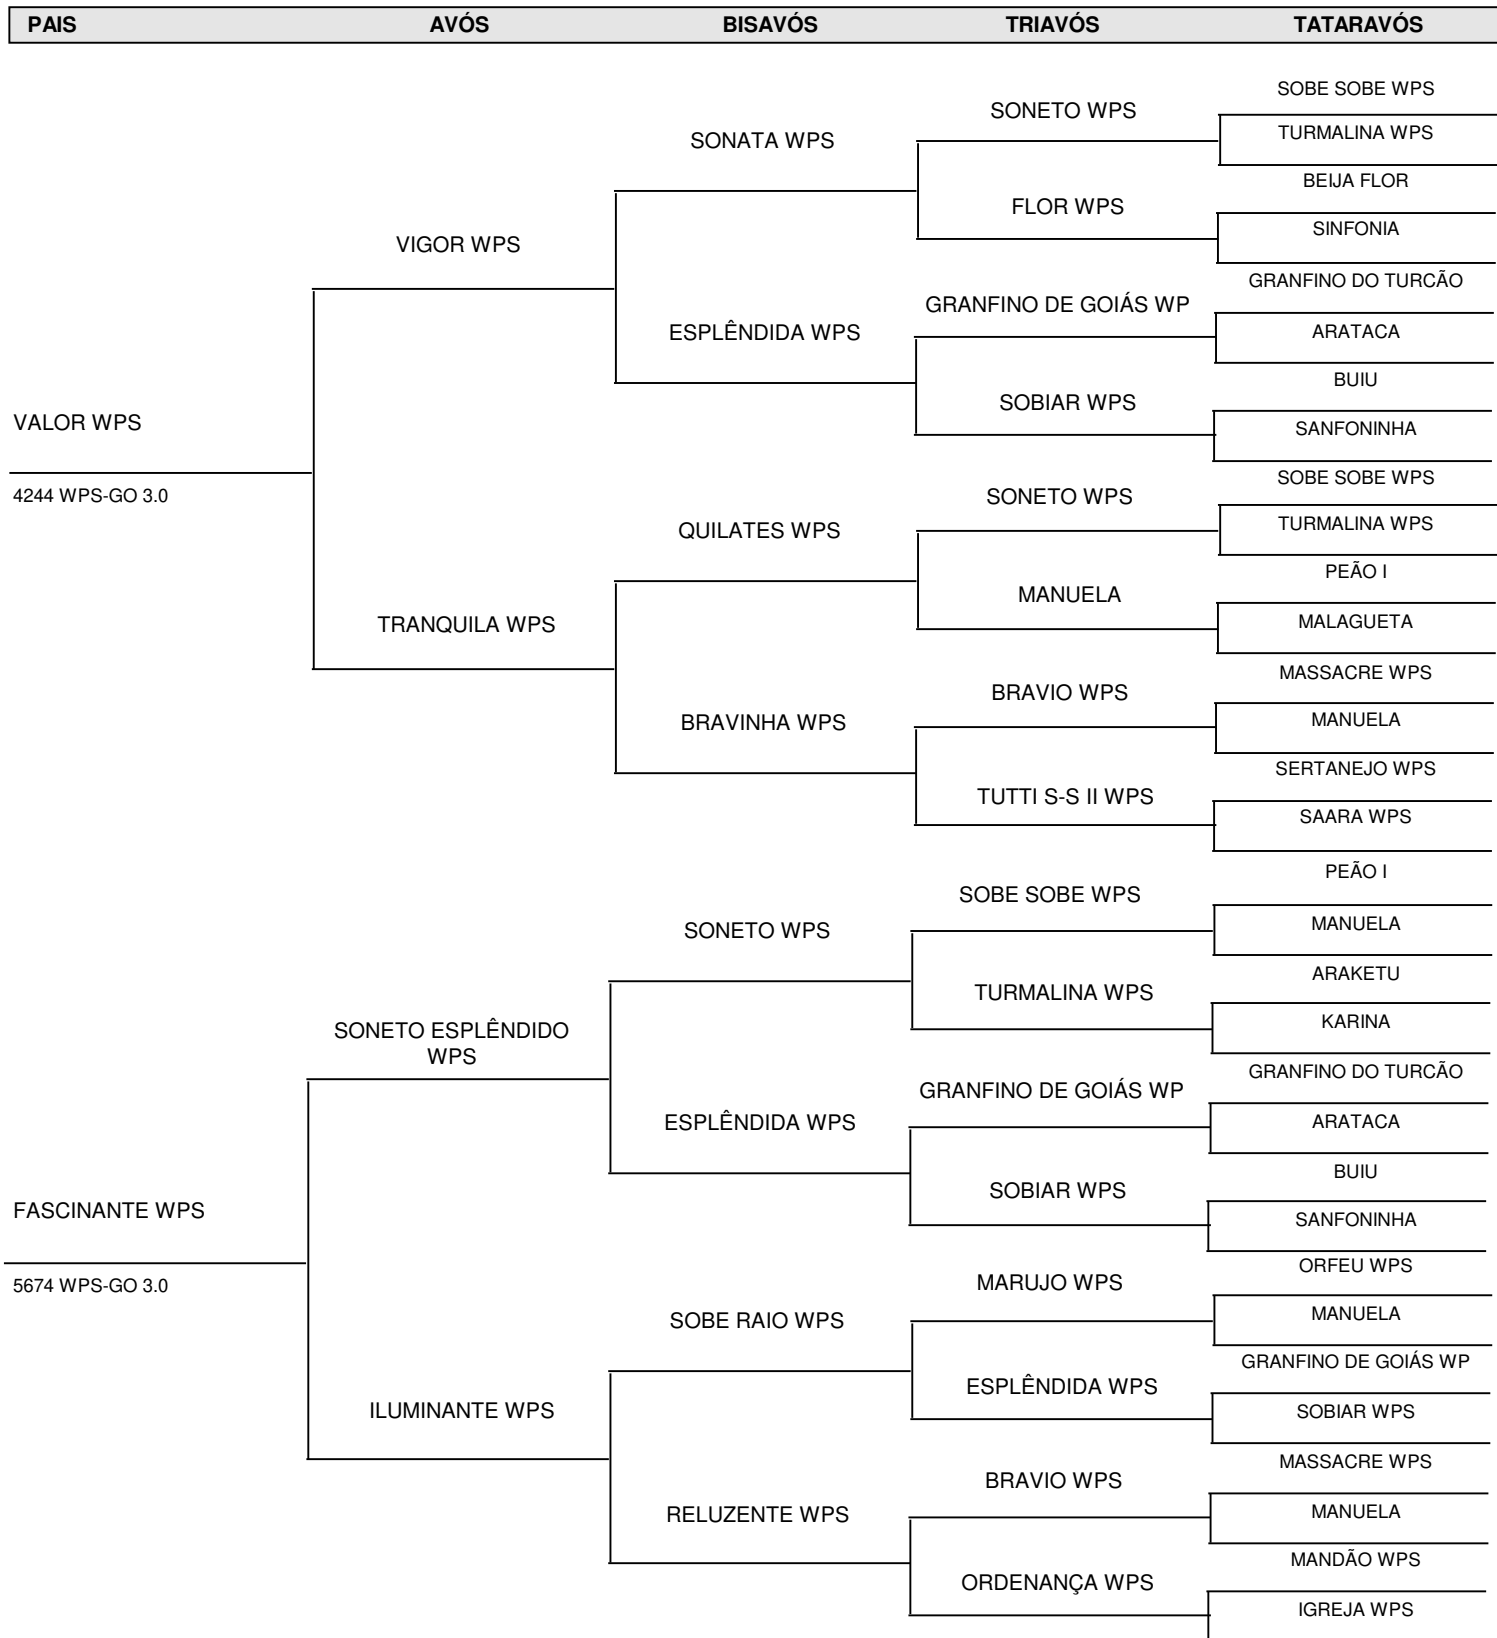 PAIS AVÓS BISAVÓS TRIAVÓS TATARAVÓS
SOBE SOBE WPS
SONETO WPS
TURMALINA WPS
SONATA WPS
BEIJA FLOR
FLOR WPS
SINFONIA
VIGOR WPS
GRANFINO DO TURCÃO
GRANFINO DE GOIÁS WP
ARATACA
ESPLÊNDIDA WPS
BUIU
SOBIAR WPS
SANFONINHA
VALOR WPS
4244 WPS-GO 3.0
SOBE SOBE WPS
SONETO WPS
TURMALINA WPS
QUILATES WPS
PEÃO I
MANUELA
MALAGUETA
TRANQUILA WPS
MASSACRE WPS
BRAVIO WPS
MANUELA
BRAVINHA WPS
SERTANEJO WPS
TUTTI S-S II WPS
SAARA WPS
PEÃO I
SOBE SOBE WPS
MANUELA
SONETO WPS
ARAKETU
TURMALINA WPS
KARINA
SONETO ESPLÊNDIDO
WPS
GRANFINO DO TURCÃO
GRANFINO DE GOIÁS WP
ARATACA
ESPLÊNDIDA WPS
BUIU
SOBIAR WPS
SANFONINHA
FASCINANTE WPS
5674 WPS-GO 3.0
ORFEU WPS
MARUJO WPS
MANUELA
SOBE RAIO WPS
GRANFINO DE GOIÁS WP
ESPLÊNDIDA WPS
SOBIAR WPS
ILUMINANTE WPS
MASSACRE WPS
BRAVIO WPS
MANUELA
RELUZENTE WPS
MANDÃO WPS
ORDENANÇA WPS
IGREJA WPS